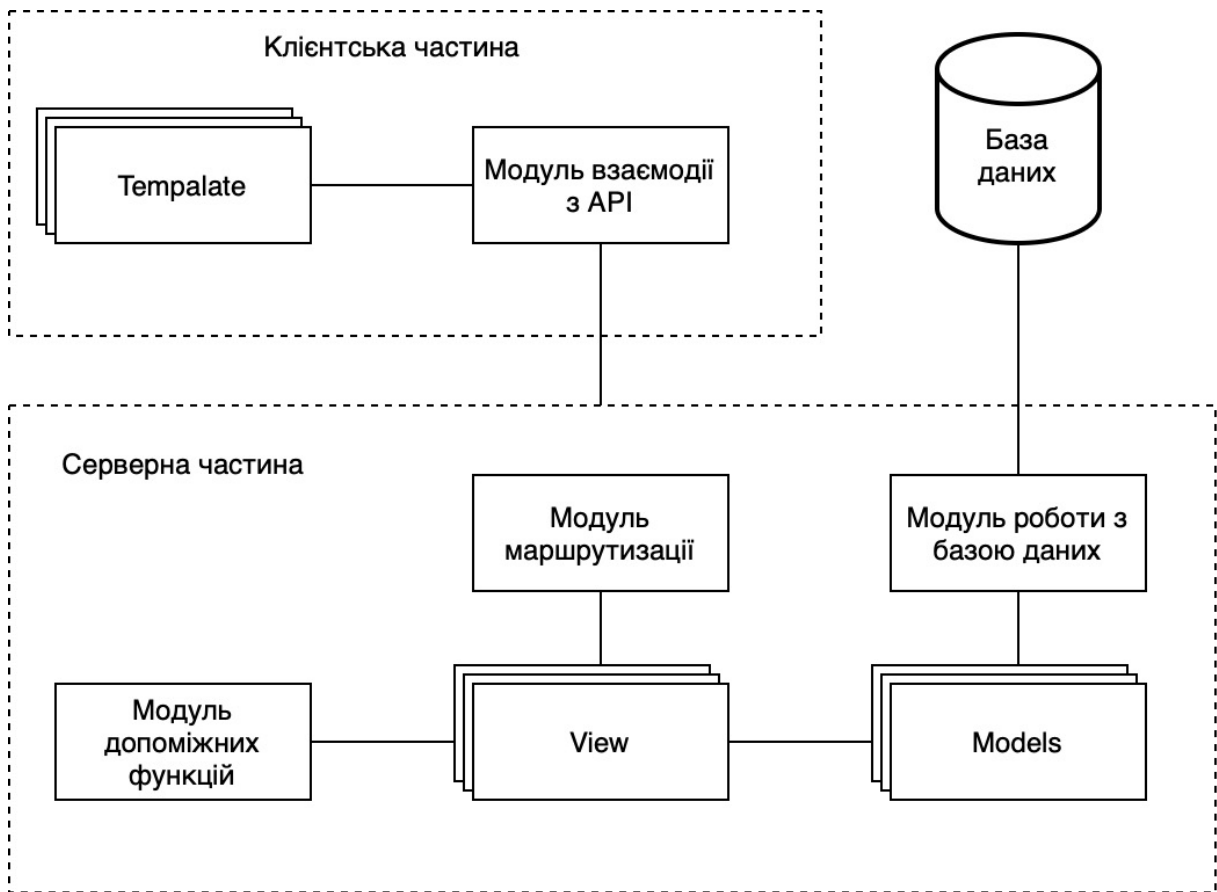 Клієнтська частина
Tempalate
Модуль взаємодії
з API
База
даних
Серверна частина
Модуль
маршрутизації
Модуль роботи з
базою даних
Модуль
допоміжних
функцій
View
Models